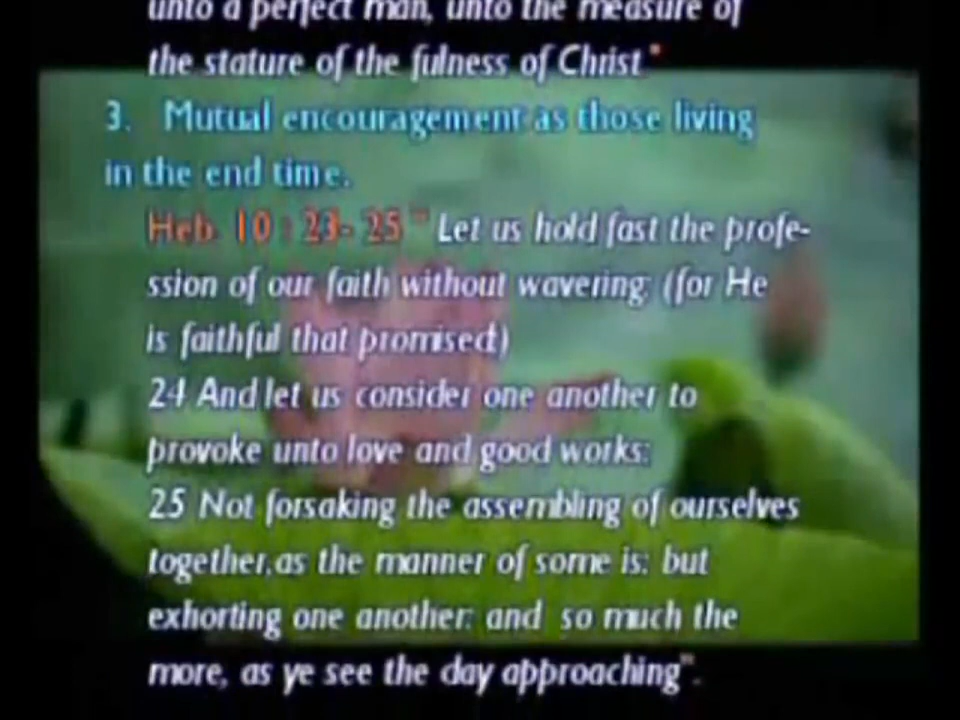 unto a perfect man, unto the measure of
the stature of the fulness of Christ."
3. Mutual encouragement as those living
in the end time.
Heb. 10 : 23- 25 " Let us hold fast the profe-
ssion of our faith without wavering; (for He
is faithful that promised;)
24 And let us consider one another to
provoke unto love and good works:
25 Not forsaking the assembling of ourselves
together,as the manner of some is: but
exhorting one another: and so much the
more, as ye see the day approaching".